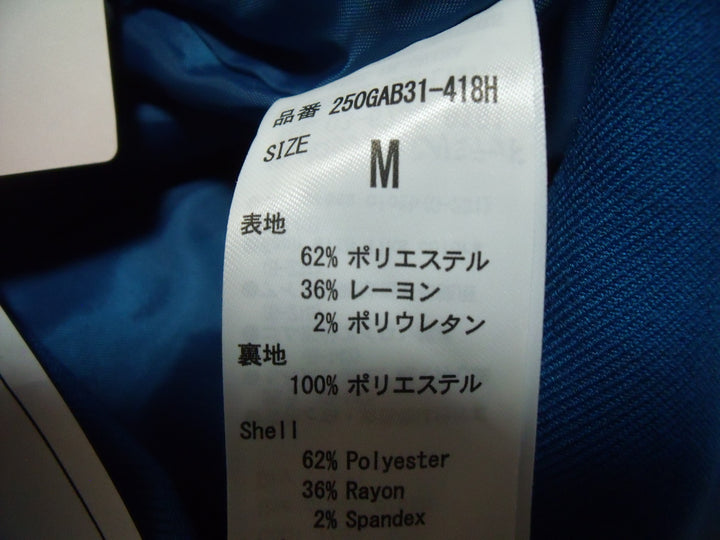 品番 250GAB31-418H
SIZE M
表地
62% ポリエステル
36% レーヨン
2% ポリウレタン
裏地
100% ポリエステル
Shell
62% Polyester
36% Rayon
2% Spandex